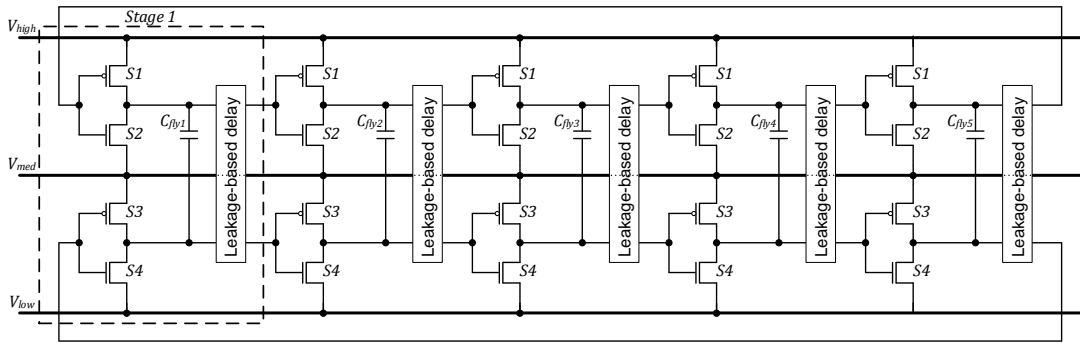 Stage 1
V_high
S1 S1 S1 S1 S1
C_fly1 C_fly2 C_fly3 C_fly4 C_fly5
S2 S2 S2 S2 S2
Leakage-based delay Leakage-based delay Leakage-based delay Leakage-based delay Leakage-based delay
V_med
S3 S3 S3 S3 S3
S4 S4 S4 S4 S4
V_low